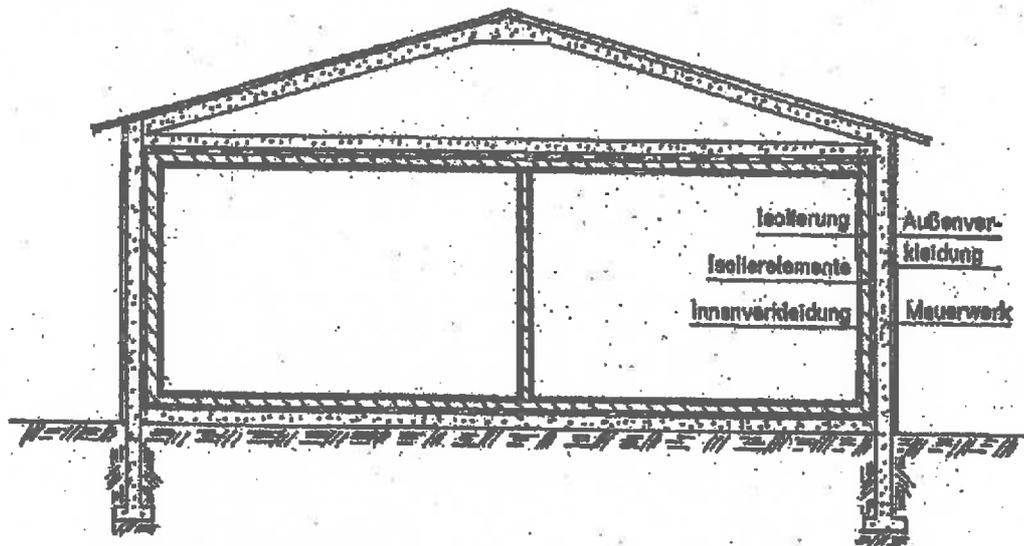 Isolierung
Isolierelemente
Innenverkleidung
Außenver-
kleidung
Mauerwerk